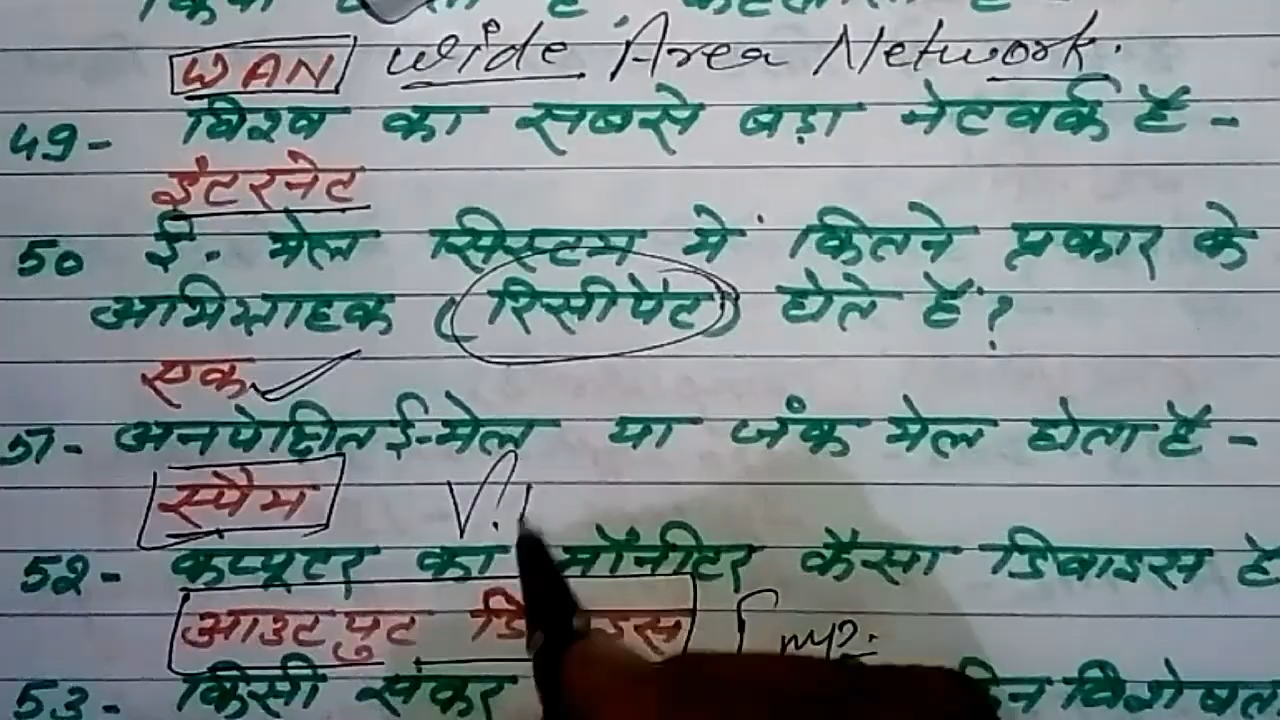 WAN Wide Area Network.
49- विश्व का सबसे बड़ा नेटवर्क है -
इंटरनेट
50 ई-मेल सिस्टम में कितने प्रकार के
अभिग्राहक (रिसीपेंट) होते हैं?
एक
51- अनपेक्षित ई-मेल या जंक मेल होता है -
स्पैम
52- कम्प्यूटर का मॉनीटर कैसा डिवाइस है
आउटपुट
53- किसी संकर